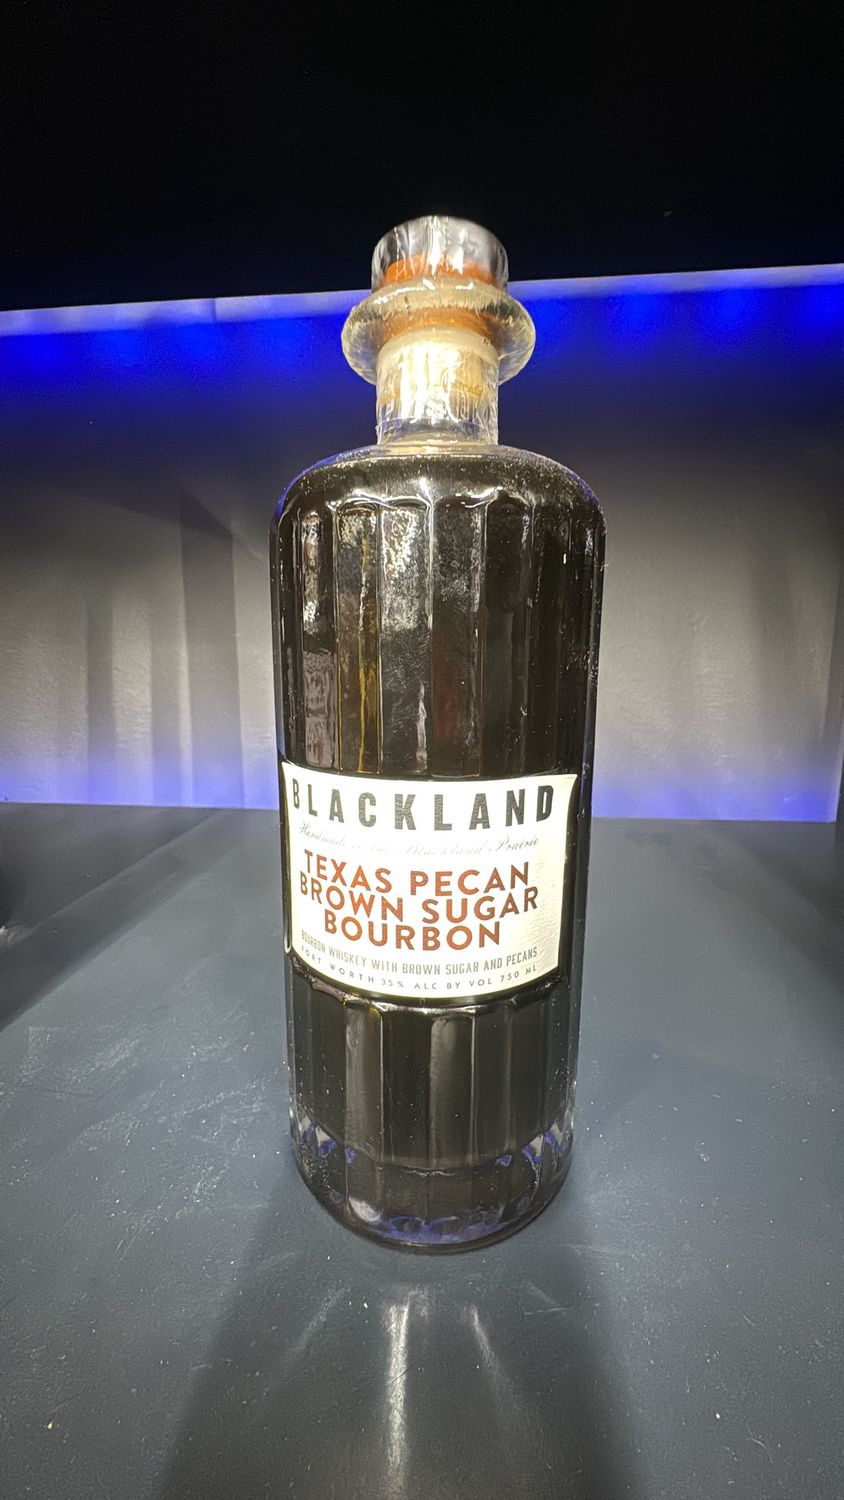 BLACKLAND
Handmade in the Blackland Prairie
TEXAS PECAN
BROWN SUGAR
BOURBON
BOURBON WHISKEY WITH BROWN SUGAR AND PECANS
FORT WORTH 35% ALC BY VOL 750 ML